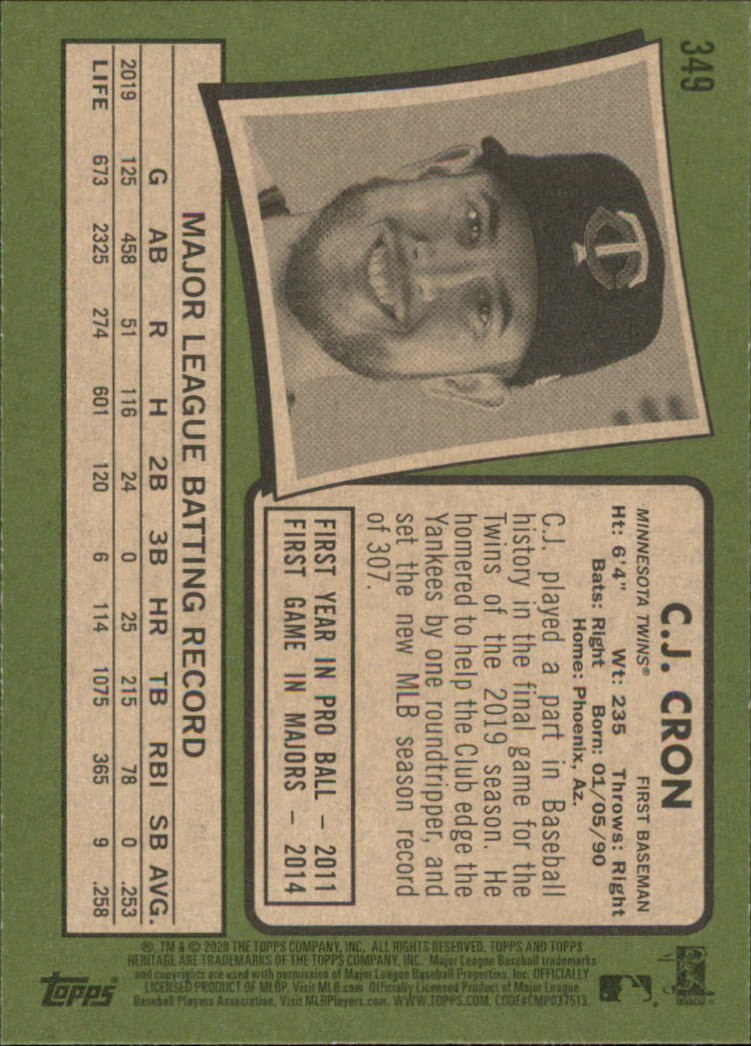 349
C.J. CRON
MINNESOTA TWINS® FIRST BASEMAN
Ht: 6'4" Wt: 235 Throws: Right
Bats: Right Born: 01/05/90
Home: Phoenix, Az.
C.J. played a part in Baseball
history in the final game for the
Twins of the 2019 season. He
homered to help the Club edge the
Yankees by one roundtripper, and
set the new MLB season record
of 307.
FIRST YEAR IN PRO BALL – 2011
FIRST GAME IN MAJORS – 2014
MAJOR LEAGUE BATTING RECORD
G AB R H 2B 3B HR TB RBI SB AVG.
2019 125 458 51 116 24 0 25 215 78 0 .253
LIFE 673 2325 274 601 120 6 114 1075 365 9 .258
®, TM & © 2020 THE TOPPS COMPANY, INC. ALL RIGHTS RESERVED. TOPPS AND TOPPS
HERITAGE ARE TRADEMARKS OF THE TOPPS COMPANY, INC. Major League Baseball trademarks
and copyrights are used with permission of Major League Baseball Properties, Inc. OFFICIALLY
LICENSED PRODUCT OF MLBP. Visit MLB.com Officially Licensed Product of Major League
Baseball Players Association. Visit MLBPlayers.com. WWW.TOPPS.COM. CODE#CMP037513.
topps®